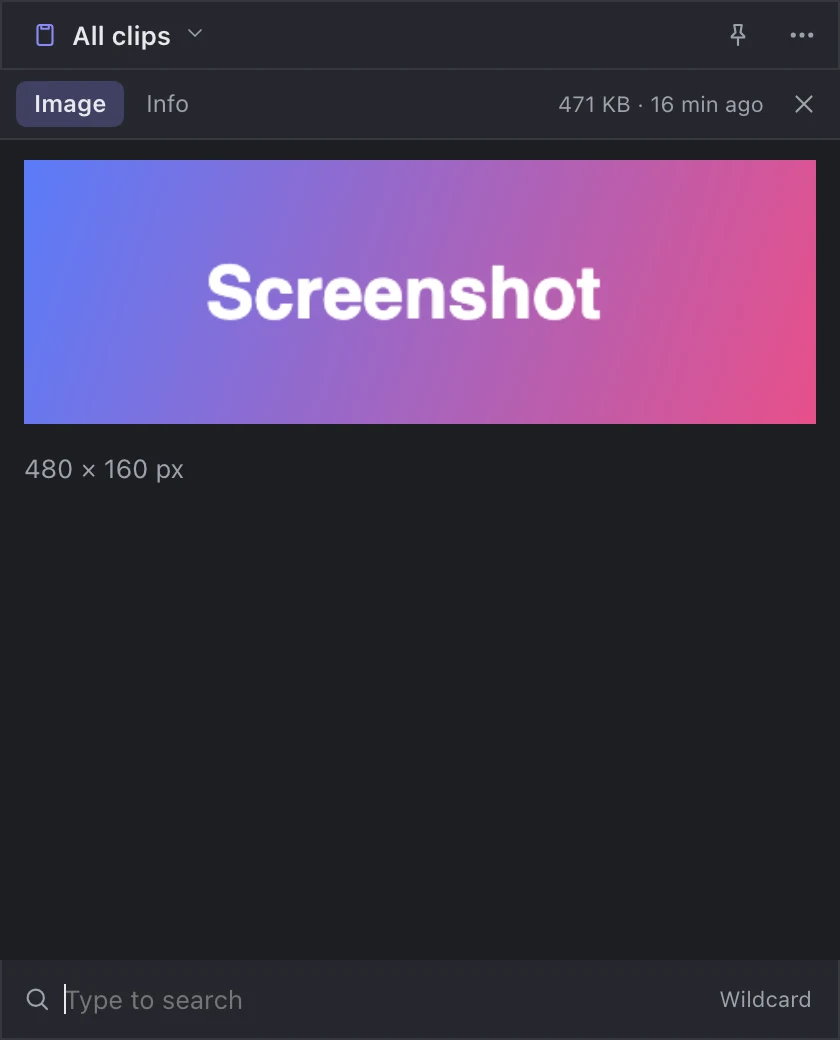 All clips
Image Info 471 KB · 16 min ago
Screenshot
480 × 160 px
Type to search Wildcard